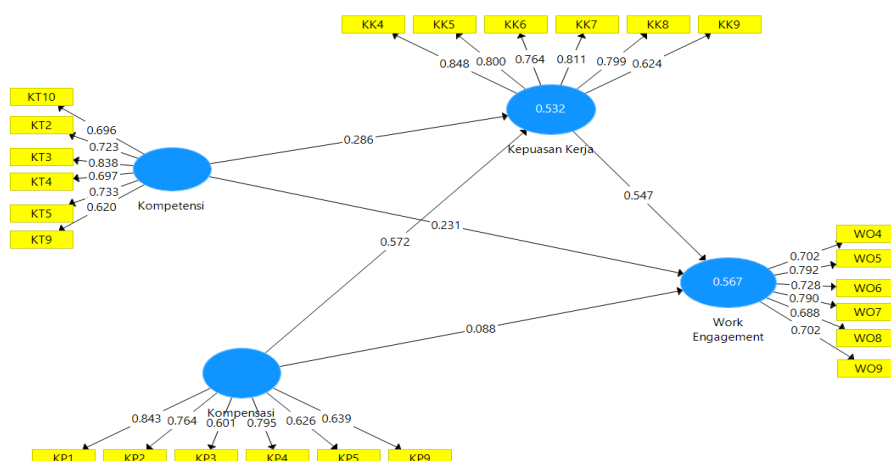 KK4 KK5 KK6 KK7 KK8 KK9
0.848 0.800 0.764 0.811 0.799 0.624
0.532
Kepuasan Kerja
KT10
KT2
KT3
KT4
KT5
KT9
0.696
0.723
0.838
0.697
0.733
0.620
Kompetensi
0.286
0.231
0.572
0.547
0.088
0.567
Work
Engagement
0.702
0.792
0.728
0.790
0.688
0.702
WO4
WO5
WO6
WO7
WO8
WO9
Kompensasi
0.843 0.764 0.601 0.795 0.626 0.639
KP1 KP2 KP3 KP4 KP5 KP9